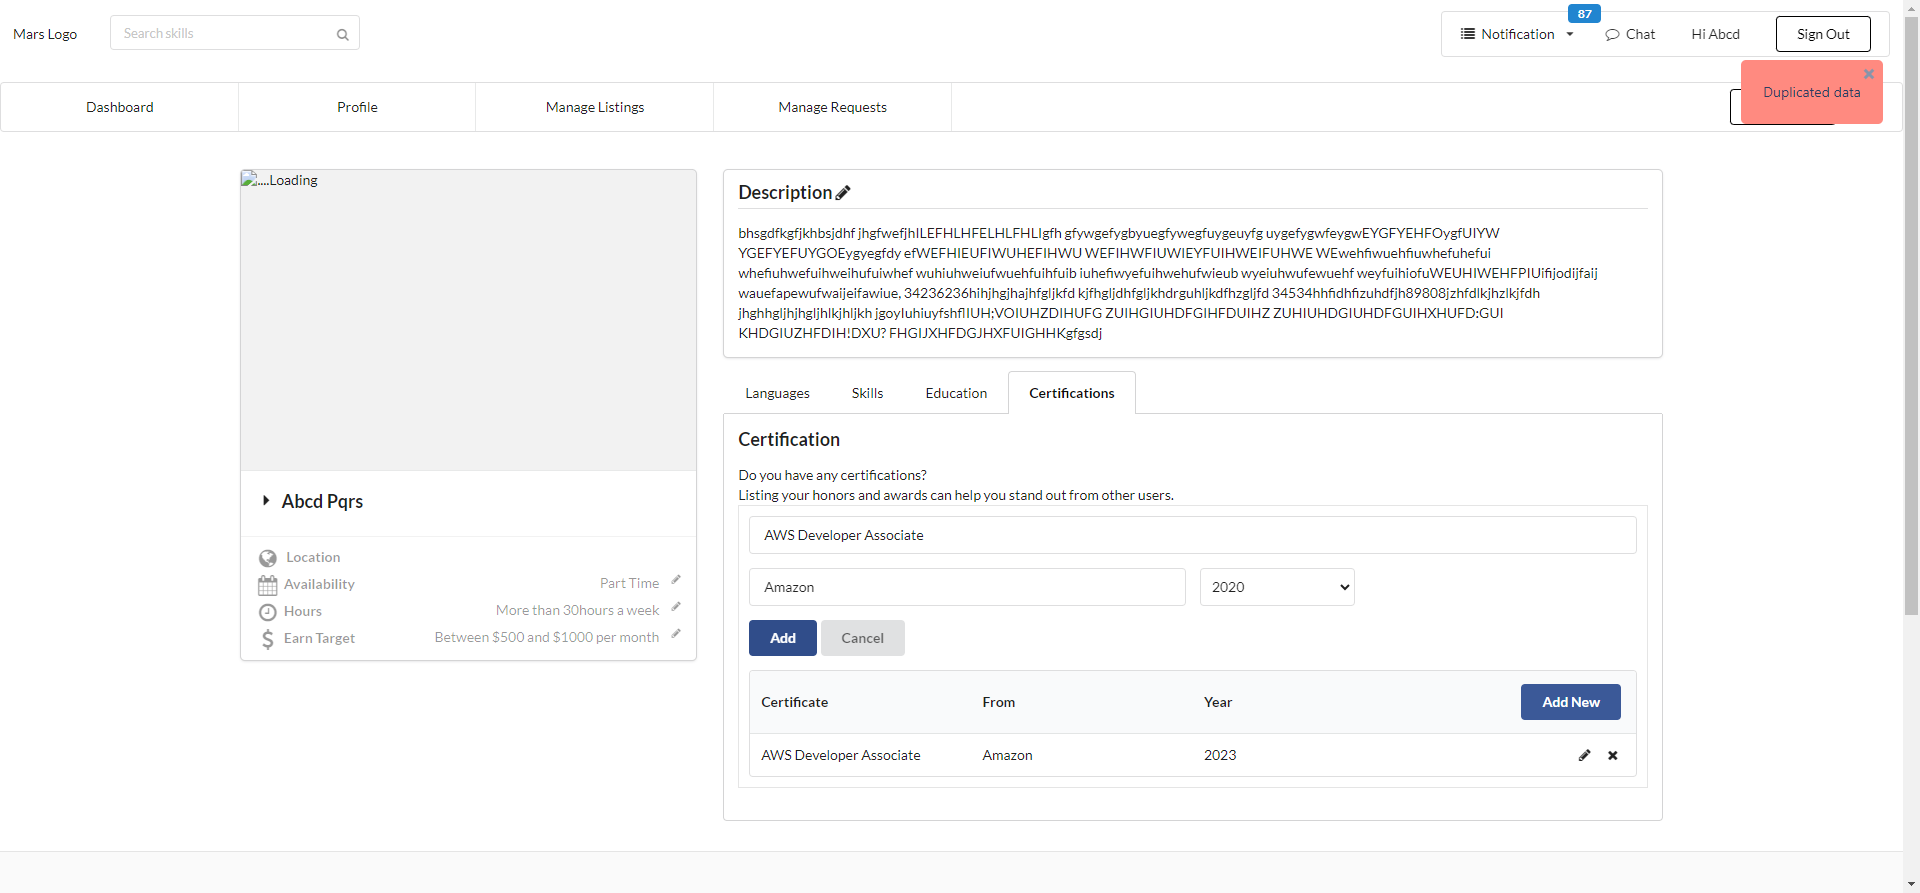 Mars Logo
Search skills
87
Notification
Chat
Hi Abcd
Sign Out
Duplicated data
Dashboard
Profile
Manage Listings
Manage Requests
....Loading
Abcd Pqrs
Location
Availability
Part Time
Hours
More than 30hours a week
Earn Target
Between $500 and $1000 per month
Description
bhsgdfkgfjkhbsjdhf jhgfwefjhILEFHLHFELHLFHLIgfh gfywgefygbyuegfywegfuygeuyfg uygefygwfeygwEYGFYEHFOygfUIYW
YGEFYEFUYGOEygyegfdy efWEFHIEUFIWUHEFIHWU WEFIHWFIUWIEYFUIHWEIFUHWE WEwehfiwuehfiuwhefuhefui
whefiuhwefuihweihufuiwhef wuhiuhweiufwuehfuihfuib iuhefiwyefuihwehufwieub wyeiuhwufewuehf weyfuihiofuWEUHIWEHFPIUifijodijfaij
wauefapewufwaijeifawiue, 34236236hihjhgjhajhfgljkfd kjfhgljdhfgljkhdrguhljkdfhzgljfd 34534hhfidhfizuhdfjh89808jzhfdlkjhzlkjfdh
jhghhgljhjhgljhlkjhljkh jgoyIuhiuyfshflIUH;VOIUHZDIHUFG ZUIHGIUHDFGIHFDUIHZ ZUHIUHDGIUHDFGUIHXHUFD:GUI
KHDGIUZHFDIH!DXU? FHGIJXHFDGJHXFUIGHHKgfgsdj
Languages
Skills
Education
Certifications
Certification
Do you have any certifications?
Listing your honors and awards can help you stand out from other users.
AWS Developer Associate
Amazon
2020
Add
Cancel
Certificate
From
Year
Add New
AWS Developer Associate
Amazon
2023